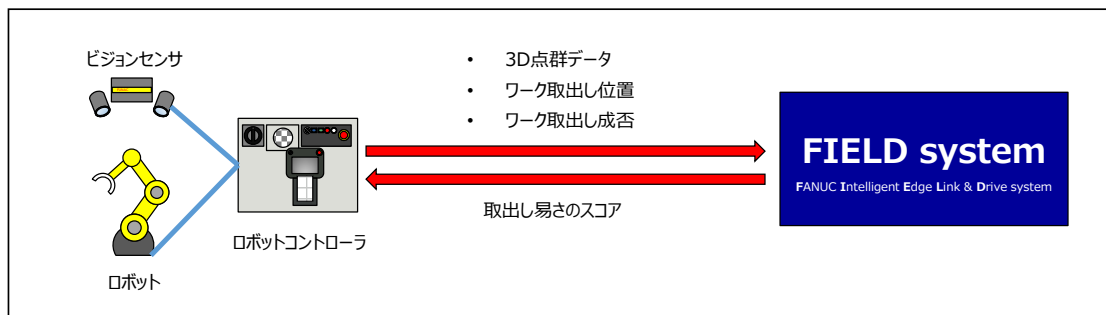 ビジョンセンサ
• 3D点群データ
• ワーク取出し位置
• ワーク取出し成否
FIELD system
FANUC Intelligent Edge Link & Drive system
取出し易さのスコア
ロボットコントローラ
ロボット